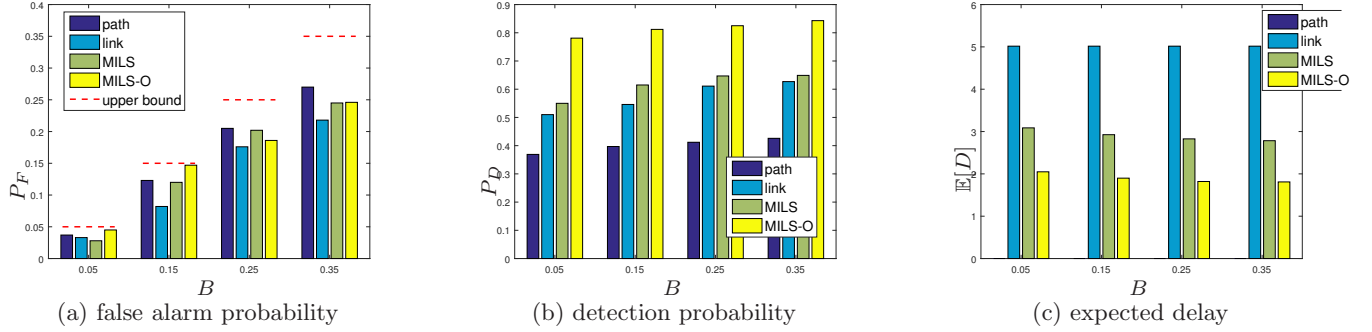 0.4
0.35
0.3
0.25
0.2
0.15
0.1
0.05
0
P_F
path
link
MILS
MILS-O
upper bound
0.05 0.15 0.25 0.35
B
(a) false alarm probability
0.9
0.8
0.7
0.6
0.5
0.4
0.3
0.2
0.1
0
P_D
path
link
MILS
MILS-O
0.05 0.15 0.25 0.35
B
(b) detection probability
6
5
4
3
2
1
0
𝔼[D]
path
link
MILS
MILS-O
0.05 0.15 0.25 0.35
B
(c) expected delay